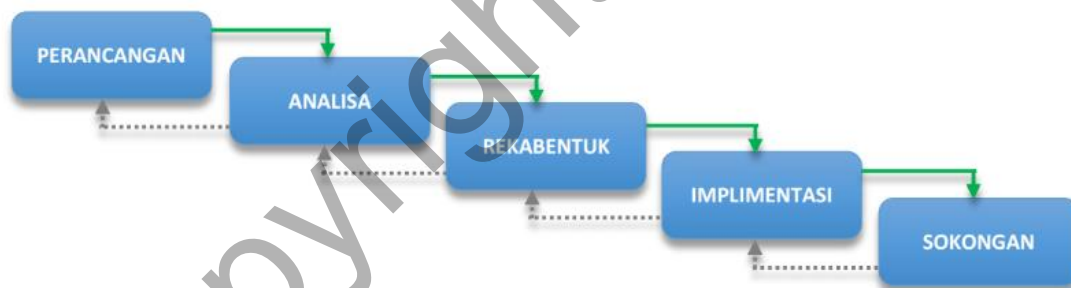 PERANCANGAN
ANALISA
REKABENTUK
IMPLIMENTASI
SOKONGAN